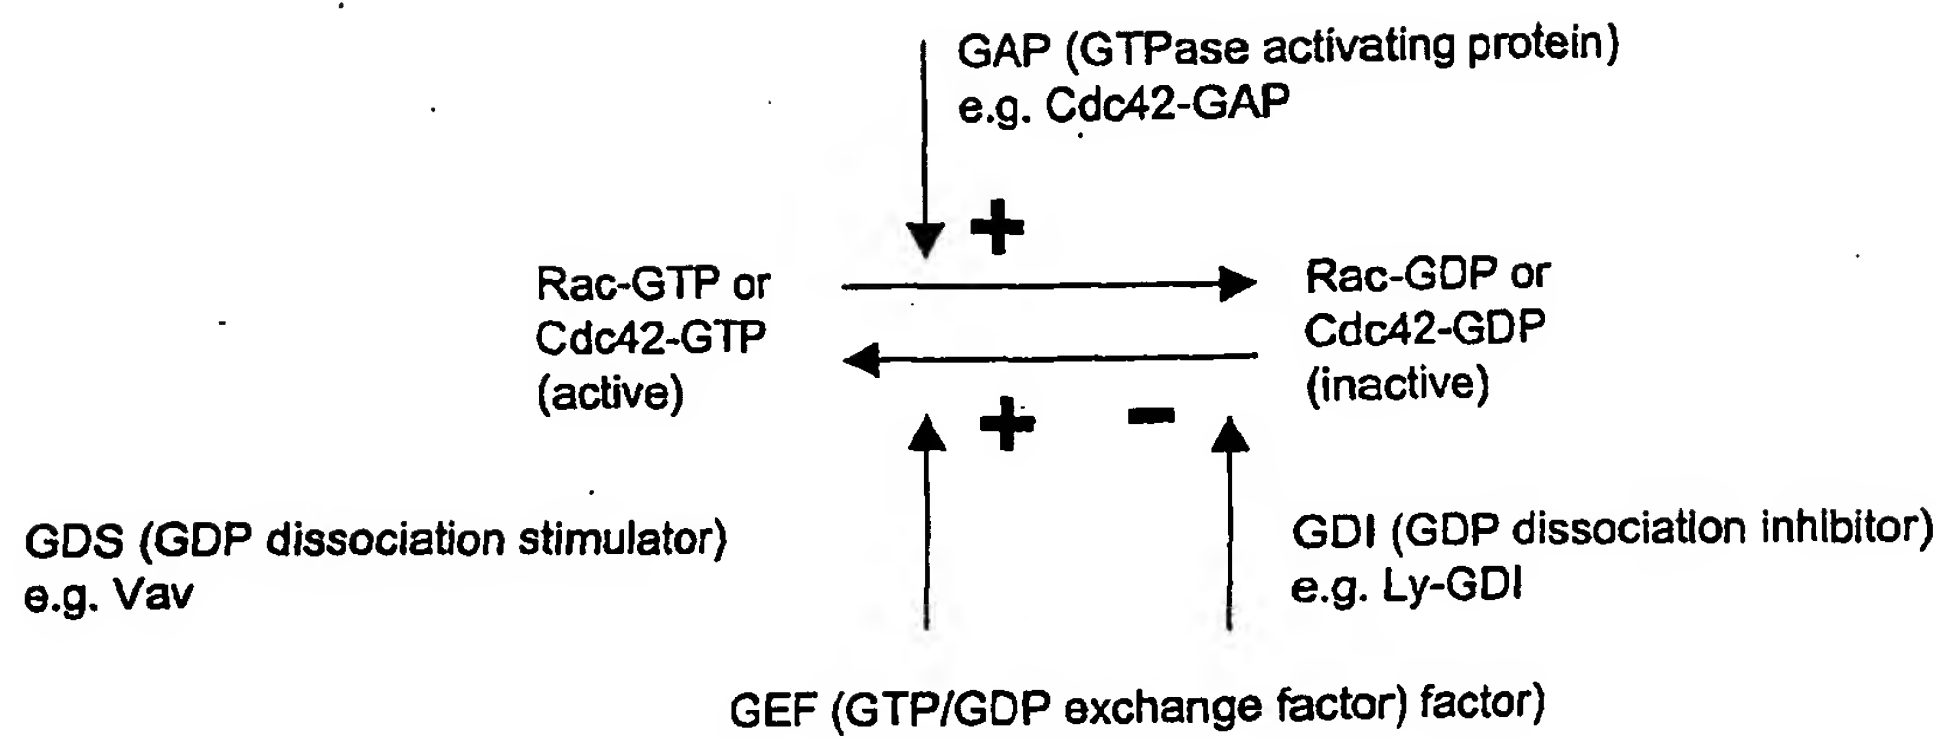 GAP (GTPase activating protein)
e.g. Cdc42-GAP
+
Rac-GTP or
Cdc42-GTP
(active)
Rac-GDP or
Cdc42-GDP
(inactive)
+ -
GDS (GDP dissociation stimulator)
e.g. Vav
GDI (GDP dissociation inhibitor)
e.g. Ly-GDI
GEF (GTP/GDP exchange factor) factor)